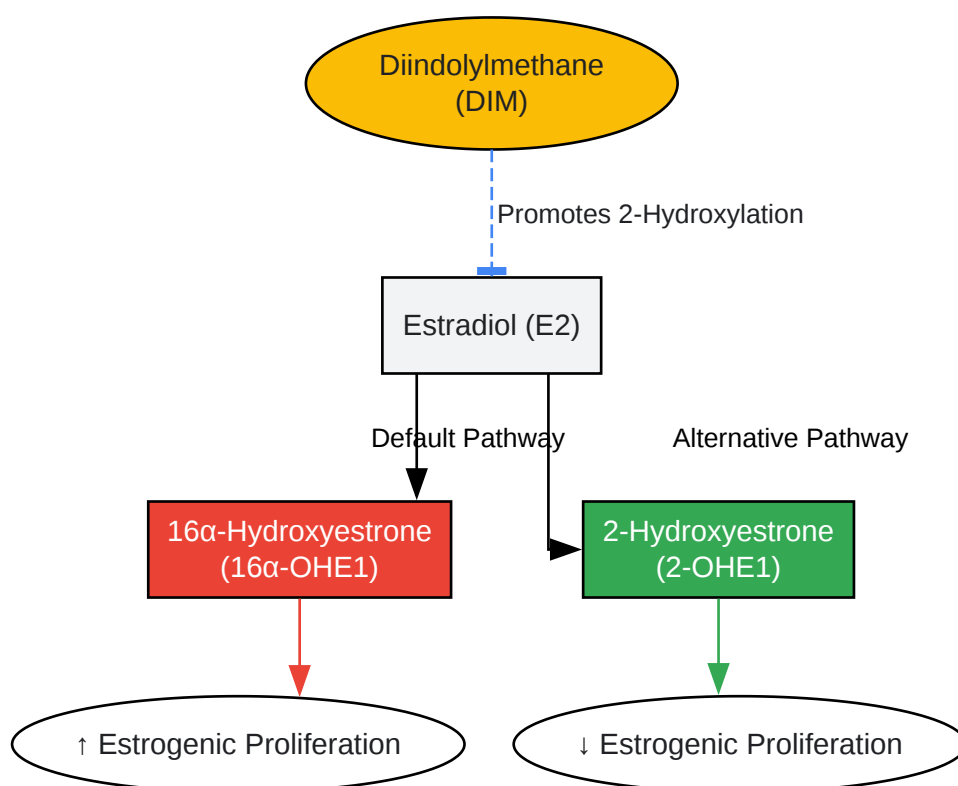 Diindolylmethane
(DIM)
Promotes 2-Hydroxylation
Estradiol (E2)
Default Pathway
Alternative Pathway
16α-Hydroxyestrone
(16α-OHE1)
2-Hydroxyestrone
(2-OHE1)
↑ Estrogenic Proliferation
↓ Estrogenic Proliferation